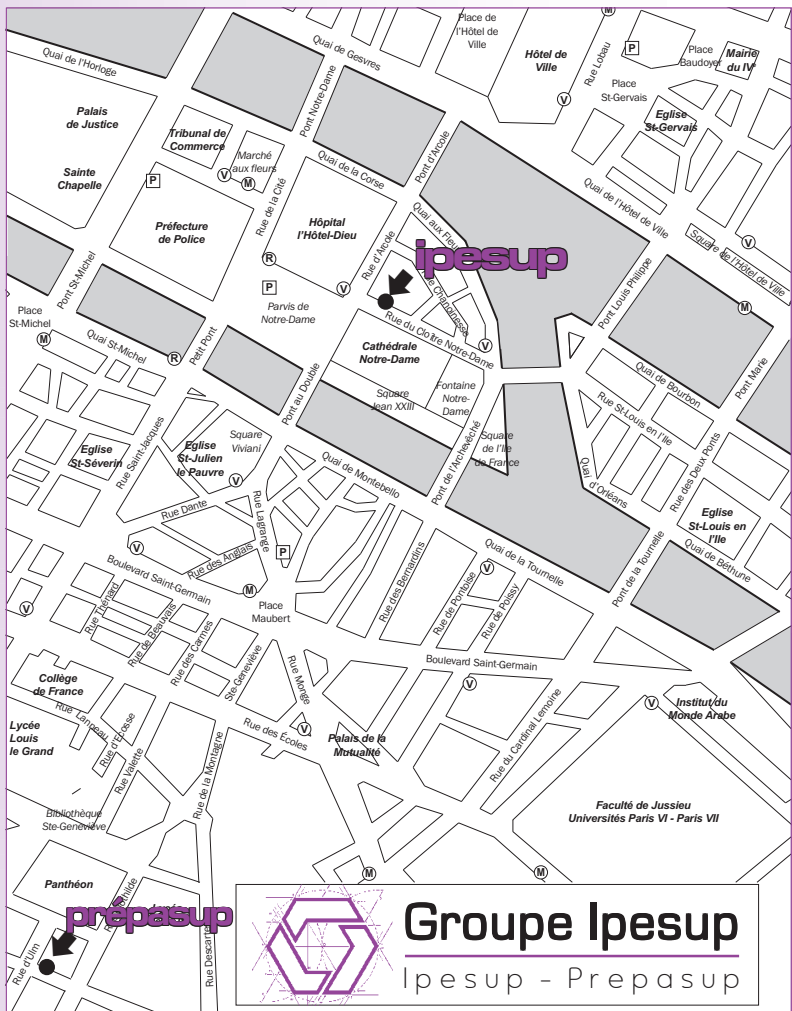 Place de
l'Hôtel de
Ville
Quai de Gesvres
Quai de l'Horloge
Hôtel de
Ville
Rue Lobau
M
P
Place
Baudoyer
Mairie
du IVe
V
Place
St-Gervais
Eglise
St-Gervais
Palais
de Justice
Pont Notre-Dame
Tribunal de
Commerce
Marché
aux fleurs
V
M
Pont d'Arcole
Quai de la Corse
Sainte
Chapelle
P
Rue de la Cité
Préfecture
de Police
Hôpital
l'Hôtel-Dieu
Quai de l'Hôtel de Ville
Square de l'Hôtel de Ville
V
Quai aux Fleu
Rue d'Arcole
ipesup
Chanoinesse
R
P
V
Parvis de
Notre-Dame
Rue du Cloître Notre-Dame
V
Pont Louis Philippe
M
Pont St-Michel
Place
St-Michel
M
Quai St-Michel
R
Petit Pont
Cathédrale
Notre-Dame
Square
Jean XXIII
Fontaine
Notre-
Dame
Quai de Bourbon
Pont Marie
Rue St-Louis en l'Ile
Pont au Double
Pont de l'Archevêché
Square
de l'Ile
de France
Quai
d'Orléans
Rue des Deux Ponts
Eglise
St-Séverin
Rue Saint-Jacques
Eglise
St-Julien
le Pauvre
Square
Viviani
V
Quai de Montebello
Eglise
St-Louis en
l'Ile
Quai de Béthune
Rue Dante
Rue Lagrange
V
Rue des Anglais
P
Boulevard Saint-Germain
M
Place
Maubert
Quai de la Tournelle
Pont de la Tournelle
Rue des Bernardins
V
Rue de Pontoise
Rue de Poissy
V
Rue Thénard
Rue de Beauvais
Rue des Carmes
Ste-Geneviève
Rue Monge
Boulevard Saint-Germain
V
Collège
de France
Rue d'Ecosse
Rue Valette
Rue de la Montagne
Rue des Écoles
V
Palais de la
Mutualité
Rue du Cardinal Lemoine
V
Institut du
Monde Arabe
Lycée
Louis
le Grand
Bibliothèque
Ste-Geneviève
Faculté de Jussieu
Universités Paris VI - Paris VII
M
M
Panthéon
prépasup
Rue d'Ulm
Rue Descartes
Groupe Ipesup
Ipesup - Prepasup